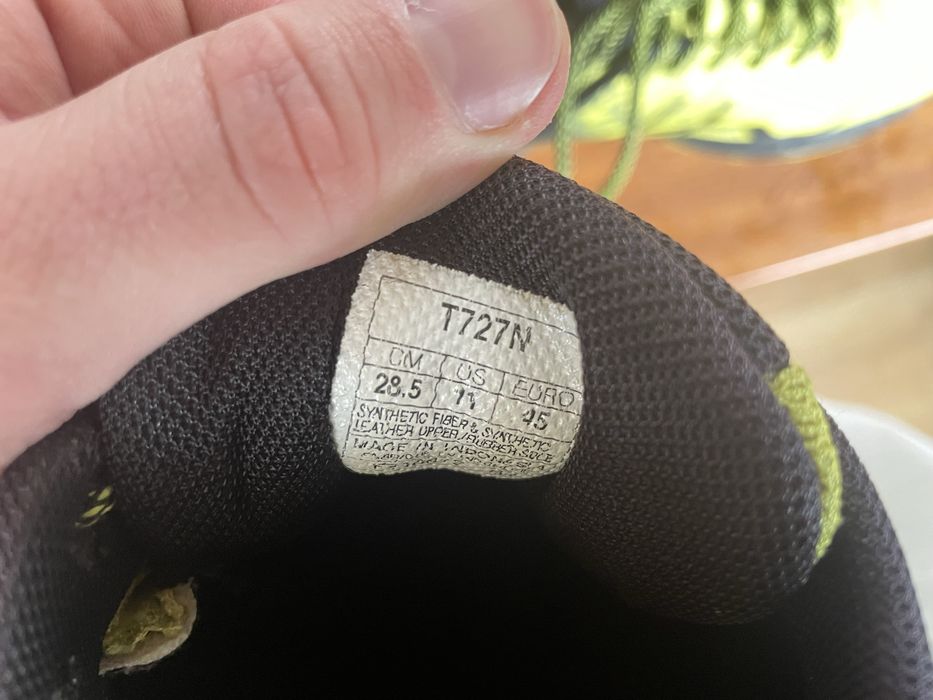 T727N
CM US EURO
28.5 11 45
SYNTHETIC FIBER & SYNTHETIC
LEATHER UPPER/RUBBER SOLE
MADE IN INDONESIA